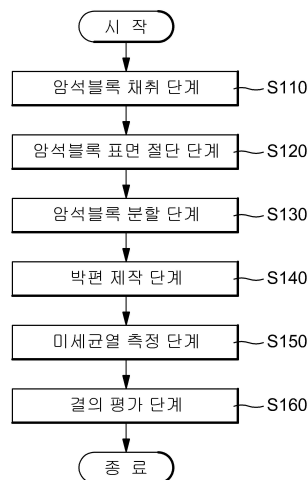 시 작
암석블록 채취 단계 S110
암석블록 표면 절단 단계 S120
암석블록 분할 단계 S130
박편 제작 단계 S140
미세균열 측정 단계 S150
결의 평가 단계 S160
종 료